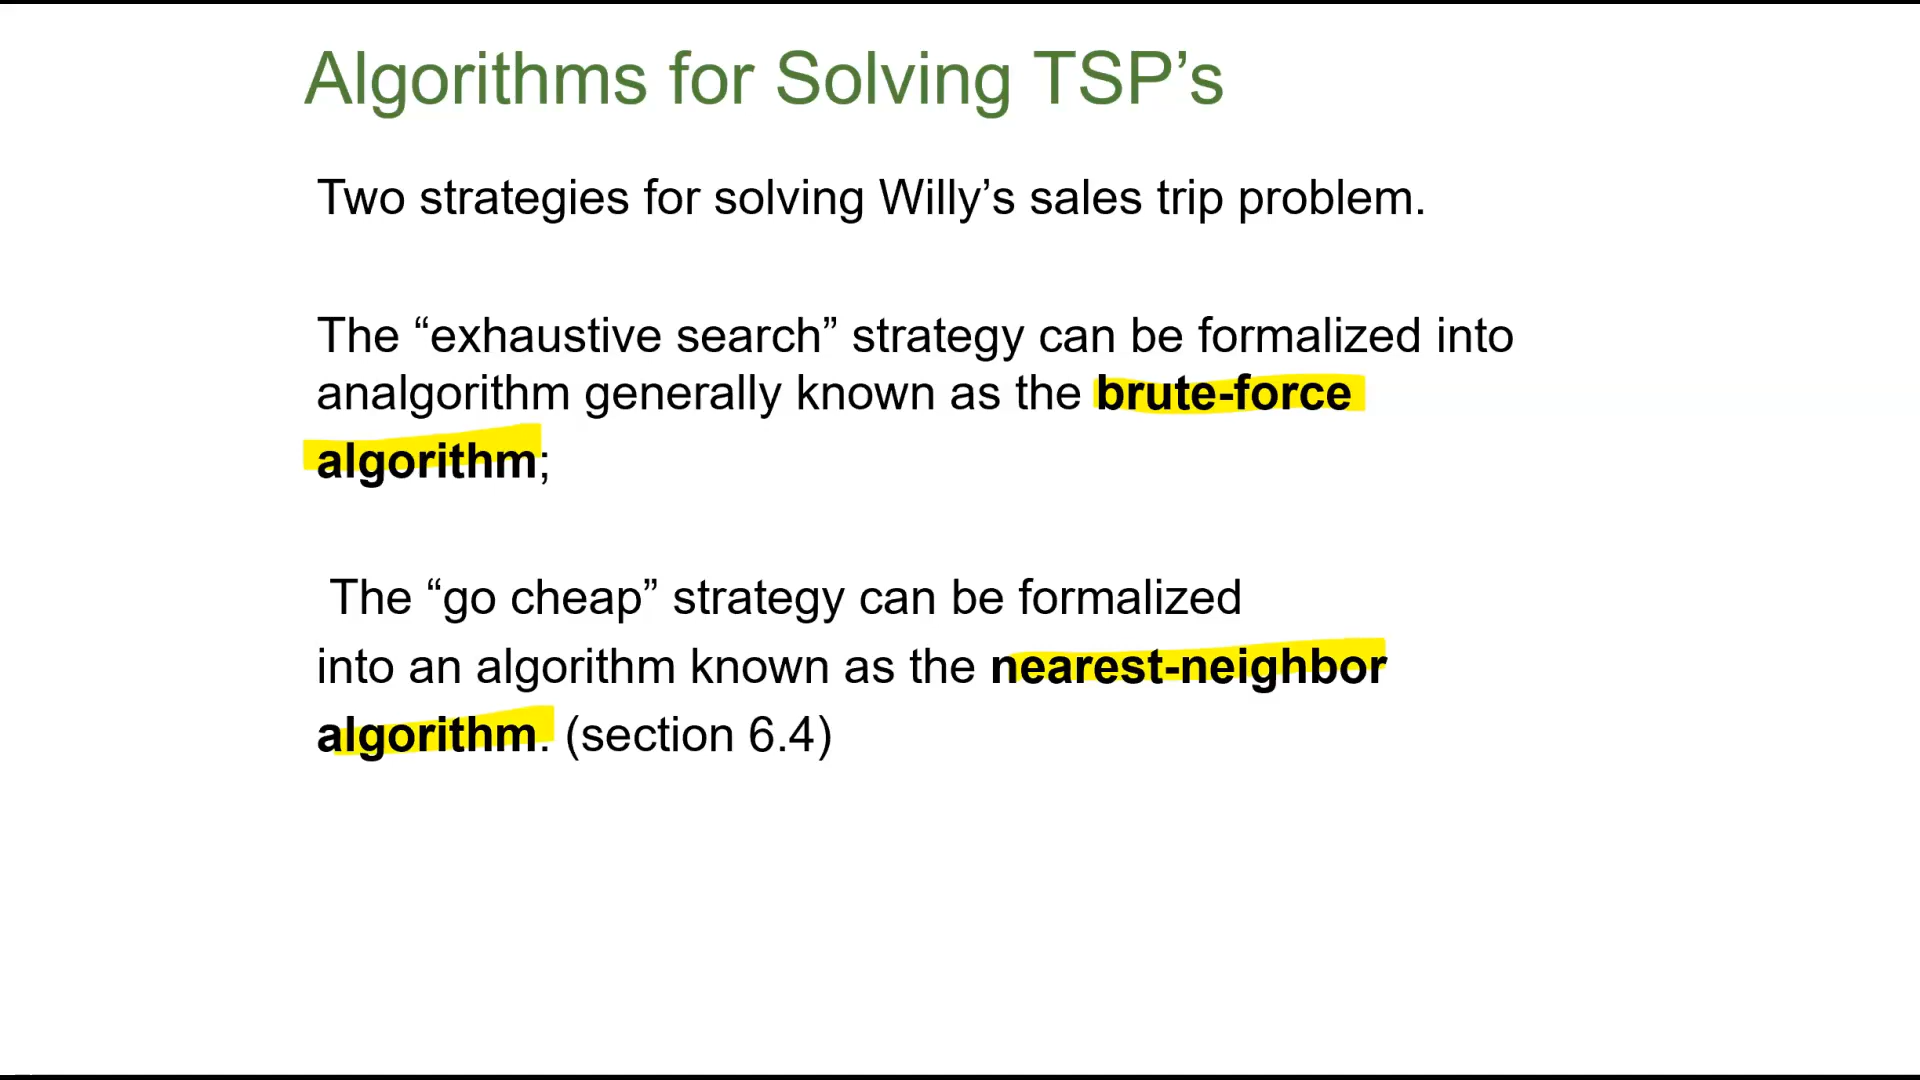 Algorithms for Solving TSP’s
Two strategies for solving Willy’s sales trip problem.
The “exhaustive search” strategy can be formalized into
analgorithm generally known as the brute-force
algorithm;
The “go cheap” strategy can be formalized
into an algorithm known as the nearest-neighbor
algorithm. (section 6.4)